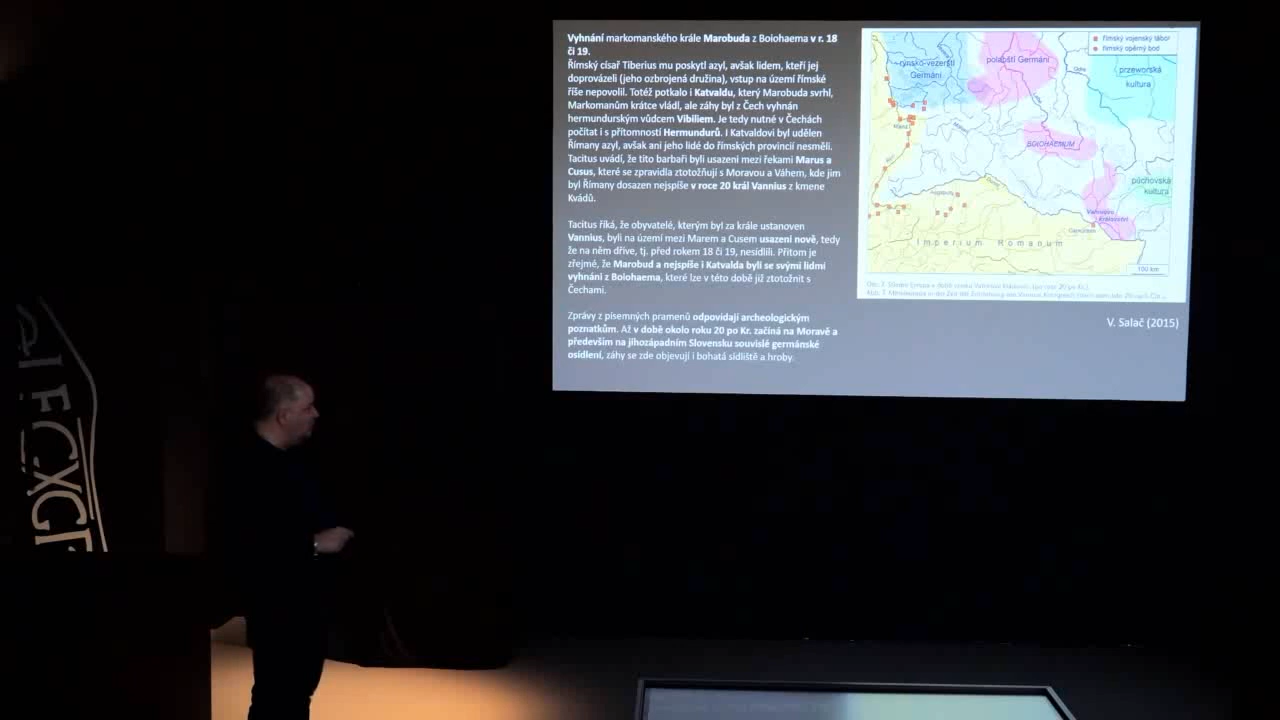 Vyhnání markomanského krále Marobuda z Boiohaema v r. 18
či 19.
Římský císař Tiberius mu poskytl azyl, avšak lidem, kteří jej
doprovázeli (jeho ozbrojená družina), vstup na území římské
říše nepovolil. Totéž potkalo i Katvaldu, který Marobuda svrhl,
Markomanům krátce vládl, ale záhy byl z Čech vyhnán
hermundurským vůdcem Vibiliem. Je tedy nutné v Čechách
počítat i s přítomností Hermundurů. I Katvaldovi byl udělen
Římany azyl, avšak ani jeho lidé do římských provincií nesměli.
Tacitus uvádí, že tito barbaři byli usazeni mezi řekami Marus a
Cusus, které se zpravidla ztotožňují s Moravou a Váhem, kde jim
byl Římany dosazen nejspíše v roce 20 král Vannius z kmene
Kvádů.
Tacitus říká, že obyvatelé, kterým byl za krále ustanoven
Vannius, byli na území mezi Marem a Cusem usazeni nově, tedy
že na něm dříve, tj. před rokem 18 či 19, nesídlili. Přitom je
zřejmé, že Marobud a nejspíše i Katvalda byli se svými lidmi
vyhnáni z Boiohaema, které lze v této době již ztotožnit s
Čechami.
Zprávy z písemných pramenů odpovídají archeologickým
poznatkům. Až v době okolo roku 20 po Kr. začíná na Moravě a
především na jihozápadním Slovensku souvislé germánské
osídlení, záhy se zde objevují i bohatá sídliště a hroby.
římský vojenský tábor
římský opěrný bod
rýnsko-vezerští
Germáni
polabští Germáni
przeworská
kultura
BOIOHAEMUM
púchovská
kultura
Vanniovo
království
Carnuntum
Augsburg
Imperium Romanum
100 km
V. Salač (2015)